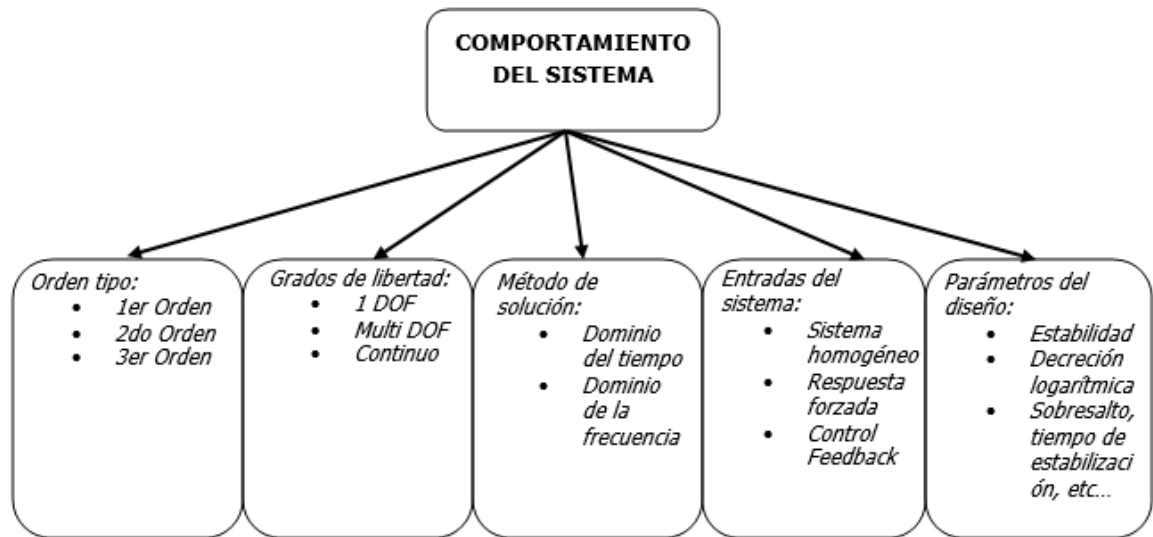 COMPORTAMIENTO
DEL SISTEMA
Orden tipo:
• 1er Orden
• 2do Orden
• 3er Orden
Grados de libertad:
• 1 DOF
• Multi DOF
• Continuo
Método de
solución:
• Dominio
del tiempo
• Dominio
de la
frecuencia
Entradas del
sistema:
• Sistema
homogéneo
• Respuesta
forzada
• Control
Feedback
Parámetros del
diseño:
• Estabilidad
• Decreción
logarítmica
• Sobresalto,
tiempo de
estabilizaci
ón, etc...